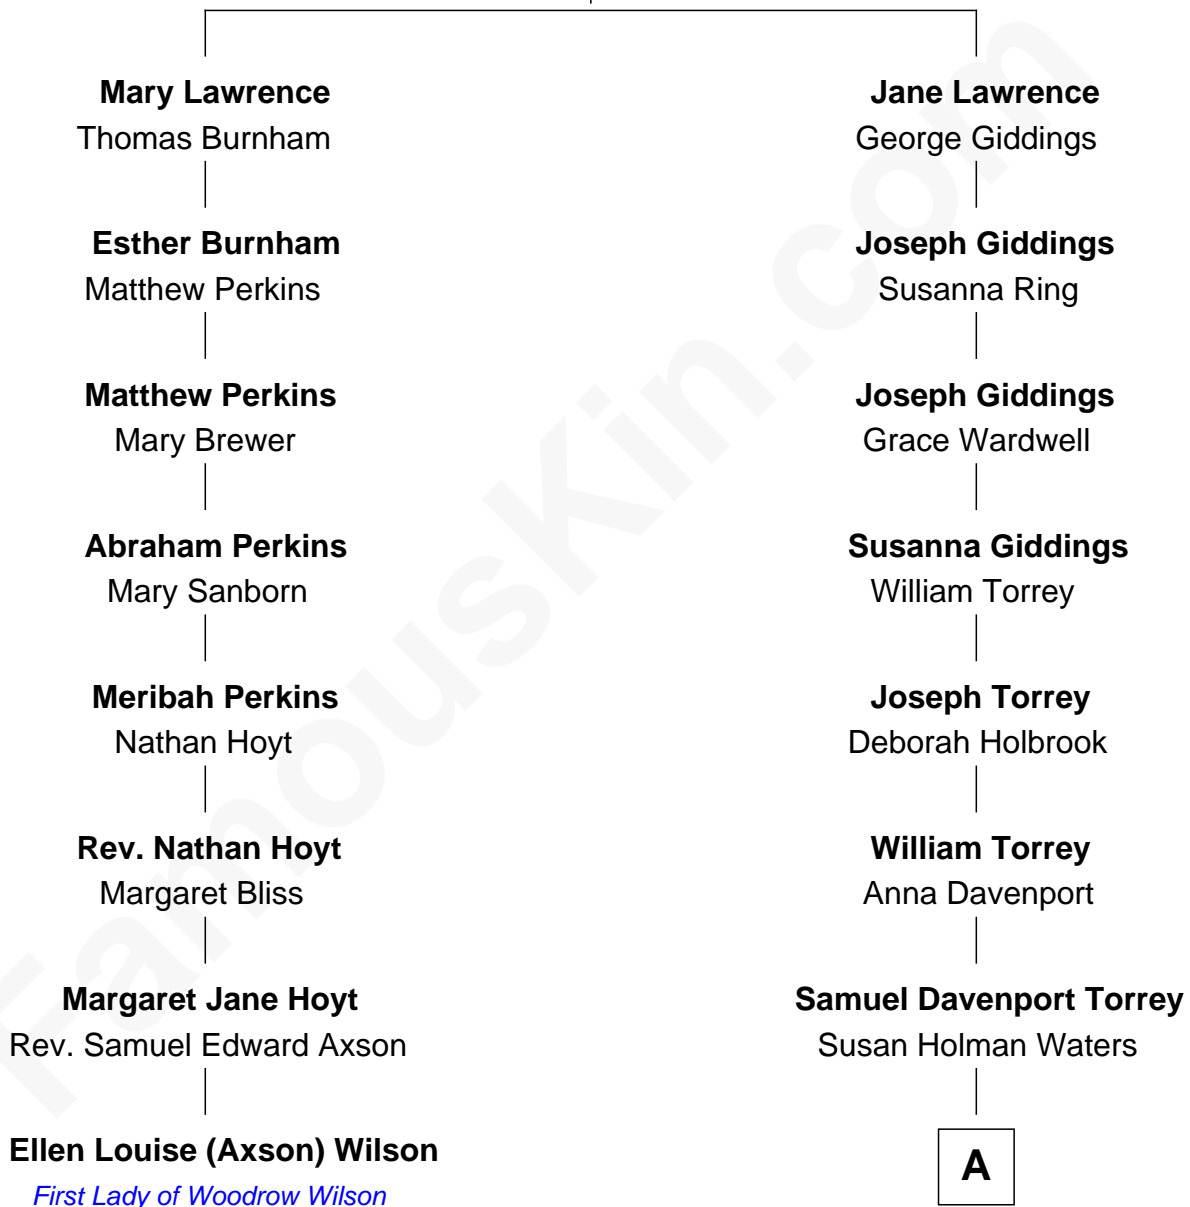 Mary Lawrence
Thomas Burnham
Esther Burnham
Matthew Perkins
Matthew Perkins
Mary Brewer
Abraham Perkins
Mary Sanborn
Meribah Perkins
Nathan Hoyt
Rev. Nathan Hoyt
Margaret Bliss
Margaret Jane Hoyt
Rev. Samuel Edward Axson
Ellen Louise (Axson) Wilson
First Lady of Woodrow Wilson
Jane Lawrence
George Giddings
Joseph Giddings
Susanna Ring
Joseph Giddings
Grace Wardwell
Susanna Giddings
William Torrey
Joseph Torrey
Deborah Holbrook
William Torrey
Anna Davenport
Samuel Davenport Torrey
Susan Holman Waters
A
FamousKin.com